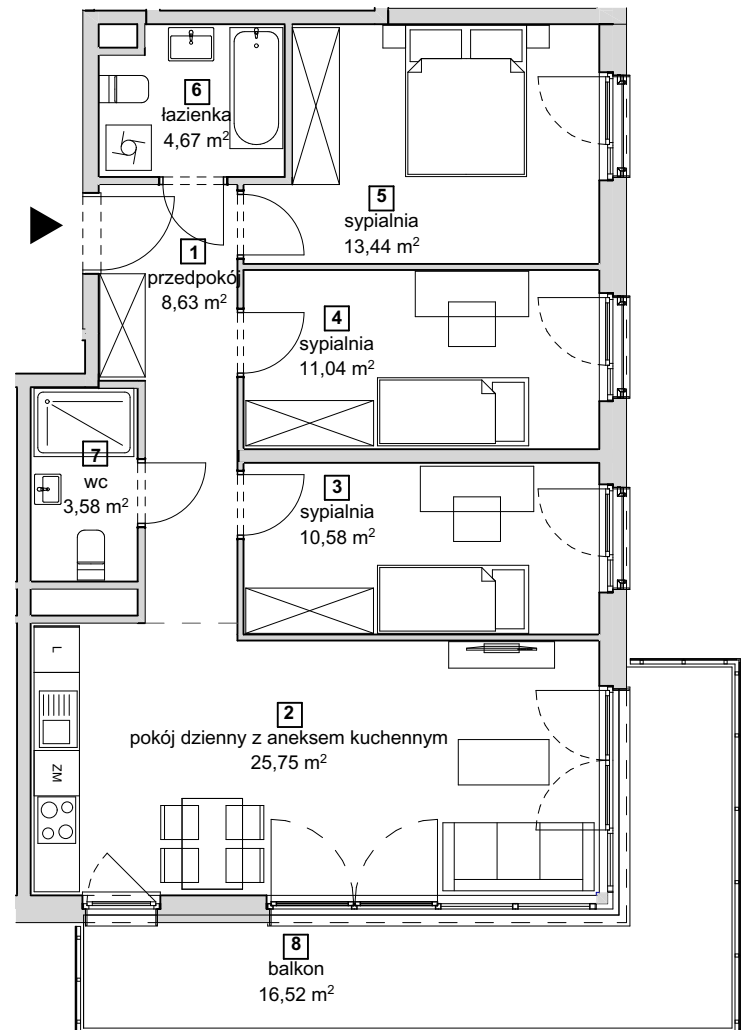 6
łazienka
4,67 m²
5
sypialnia
13,44 m²
1
przedpokój
8,63 m²
4
sypialnia
11,04 m²
7
wc
3,58 m²
3
sypialnia
10,58 m²
L
2
pokój dzienny z aneksem kuchennym
25,75 m²
ZM
8
balkon
16,52 m²